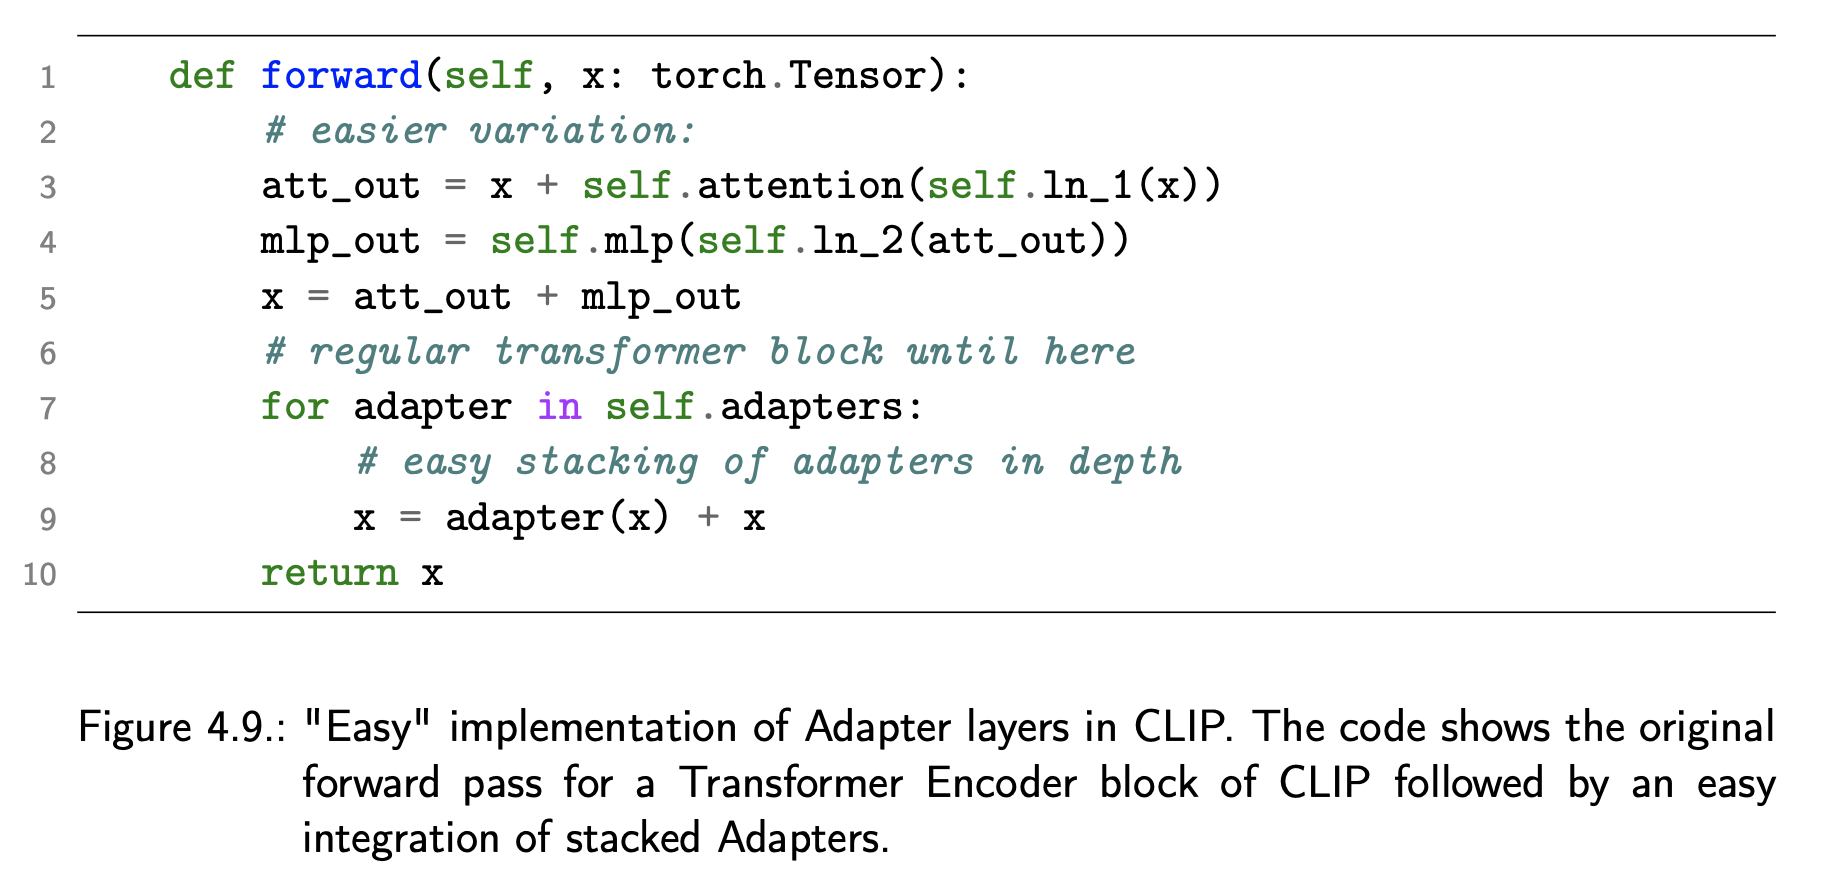 1 def forward(self, x: torch.Tensor):
2 # easier variation:
3 att_out = x + self.attention(self.ln_1(x))
4 mlp_out = self.mlp(self.ln_2(att_out))
5 x = att_out + mlp_out
6 # regular transformer block until here
7 for adapter in self.adapters:
8 # easy stacking of adapters in depth
9 x = adapter(x) + x
10 return x
Figure 4.9.: "Easy" implementation of Adapter layers in CLIP. The code shows the original
forward pass for a Transformer Encoder block of CLIP followed by an easy
integration of stacked Adapters.